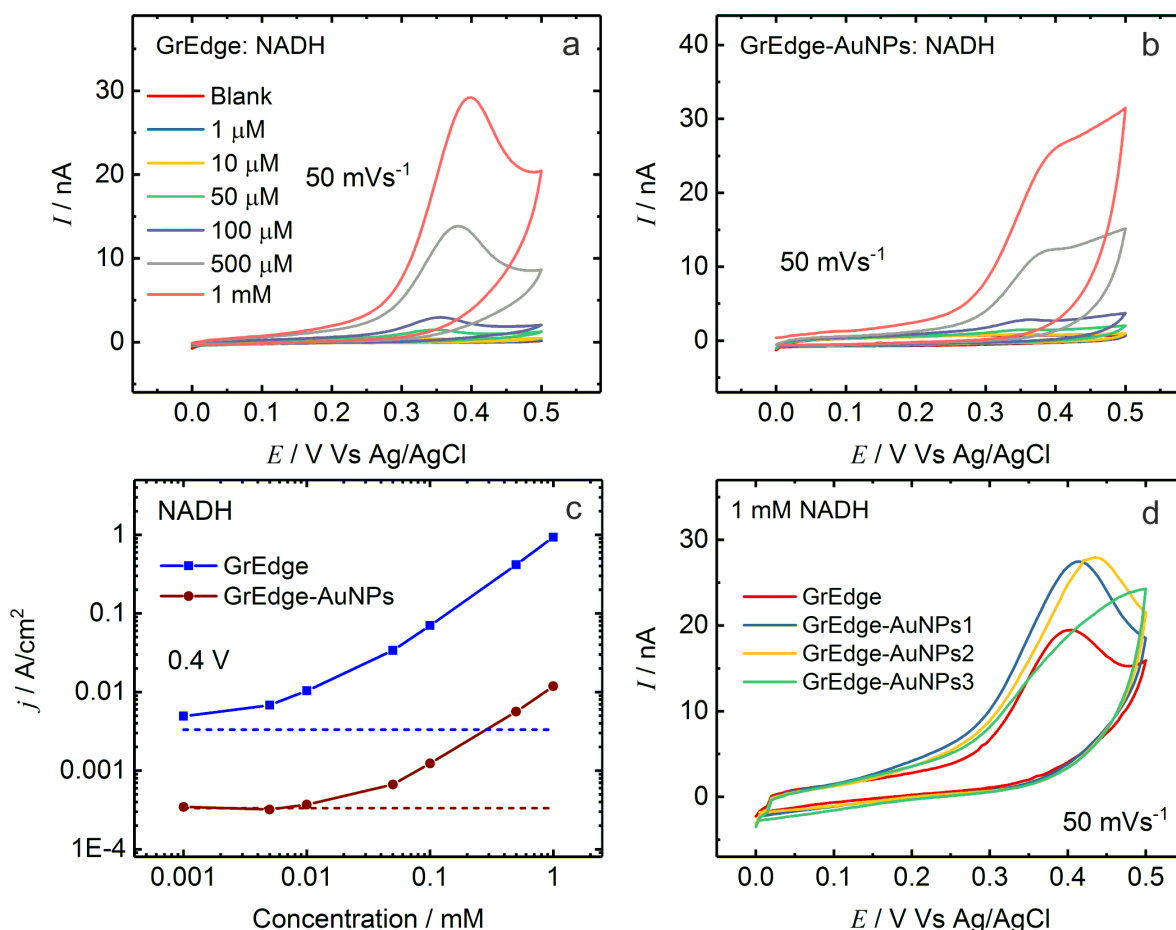 GrEdge: NADH
a
Blank
1 μM
10 μM
50 μM
100 μM
500 μM
1 mM
50 mVs⁻¹
30
20
10
0
I / nA
0.0 0.1 0.2 0.3 0.4 0.5
E / V Vs Ag/AgCl
GrEdge-AuNPs: NADH
b
50 mVs⁻¹
40
30
20
10
0
I / nA
0.0 0.1 0.2 0.3 0.4 0.5
E / V Vs Ag/AgCl
NADH
c
GrEdge
GrEdge-AuNPs
0.4 V
1
0.1
0.01
0.001
1E-4
j / A/cm²
0.001 0.01 0.1 1
Concentration / mM
1 mM NADH
d
GrEdge
GrEdge-AuNPs1
GrEdge-AuNPs2
GrEdge-AuNPs3
50 mVs⁻¹
30
20
10
0
I / nA
0.0 0.1 0.2 0.3 0.4 0.5
E / V Vs Ag/AgCl